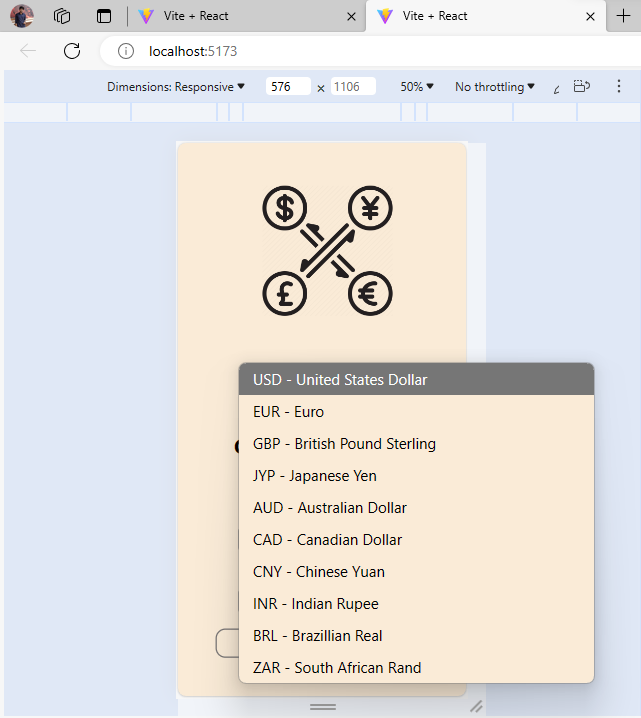 Vite + React
Vite + React
localhost:5173
Dimensions: Responsive 576 × 1106 50% No throttling
$ ¥
£ €
USD - United States Dollar
EUR - Euro
GBP - British Pound Sterling
JYP - Japanese Yen
AUD - Australian Dollar
CAD - Canadian Dollar
CNY - Chinese Yuan
INR - Indian Rupee
BRL - Brazillian Real
ZAR - South African Rand